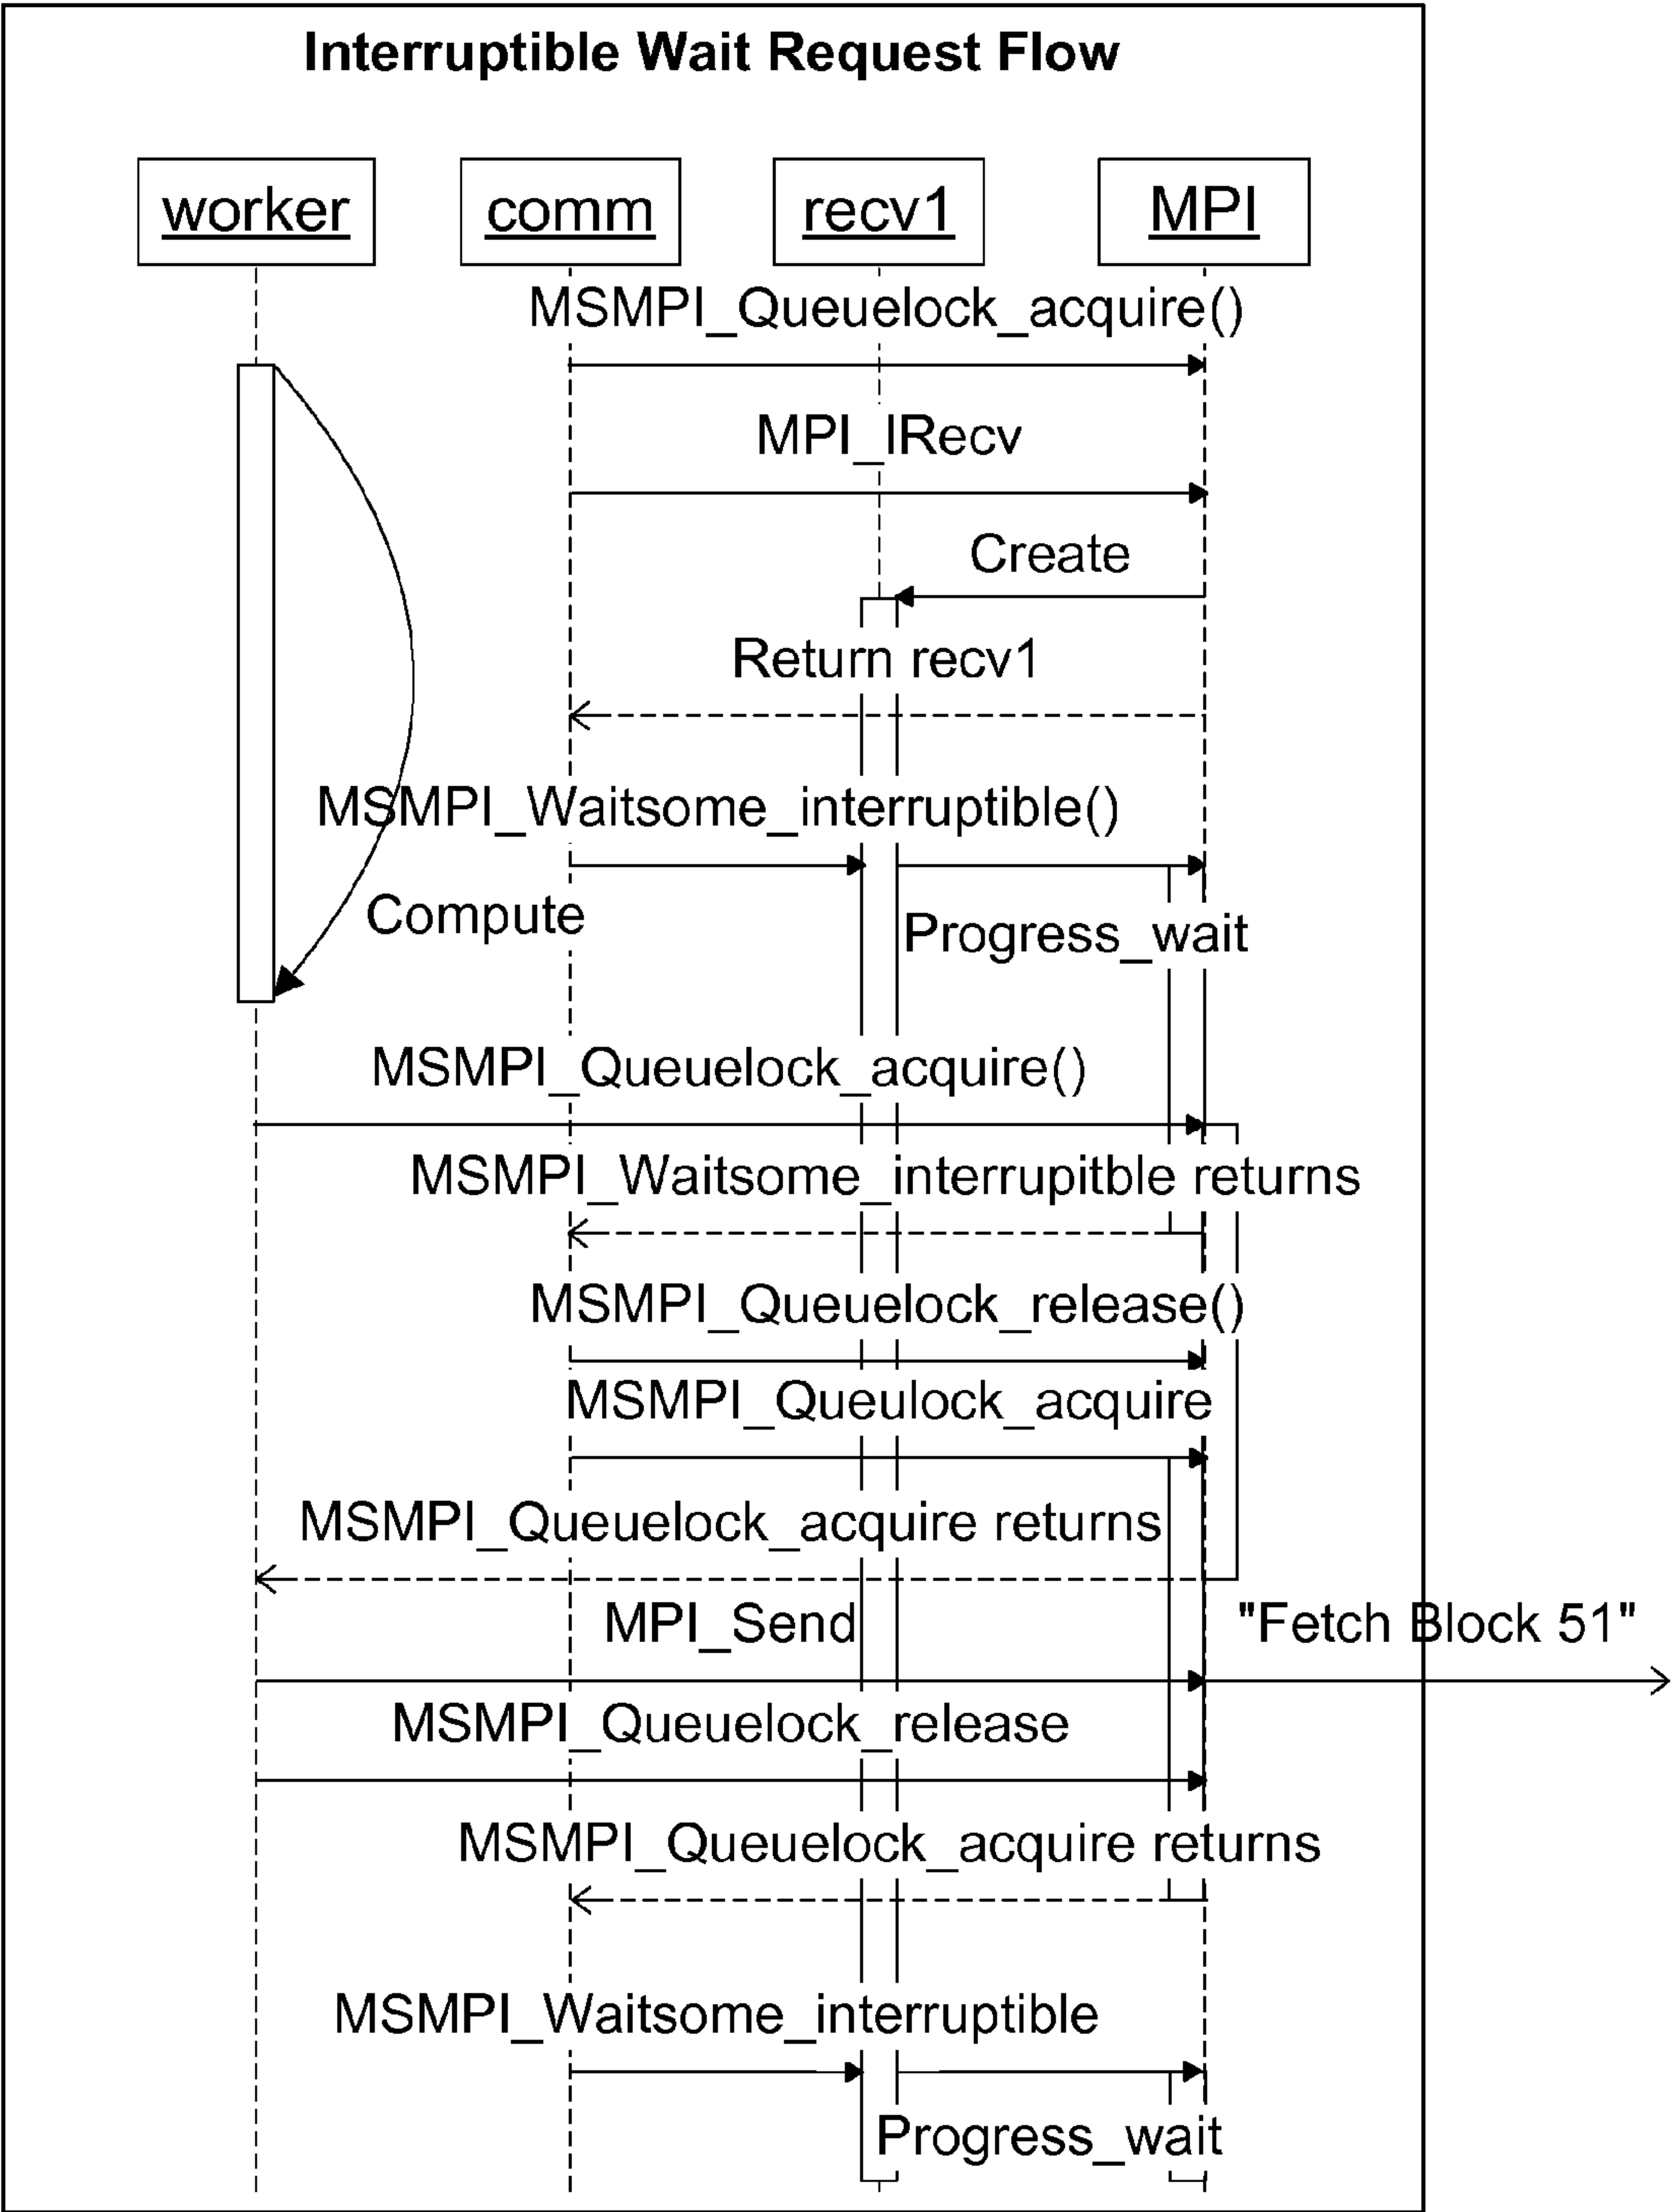 Interruptible Wait Request Flow
worker comm recv1 MPI
MSMPI_Queuelock_acquire()
MPI_IRecv
Create
Return recv1
MSMPI_Waitsome_interruptible()
Compute
Progress_wait
MSMPI_Queuelock_acquire()
MSMPI_Waitsome_interrupitble returns
MSMPI_Queuelock_release()
MSMPI_Queulock_acquire
MSMPI_Queuelock_acquire returns
MPI_Send "Fetch Block 51"
MSMPI_Queuelock_release
MSMPI_Queuelock_acquire returns
MSMPI_Waitsome_interruptible
Progress_wait